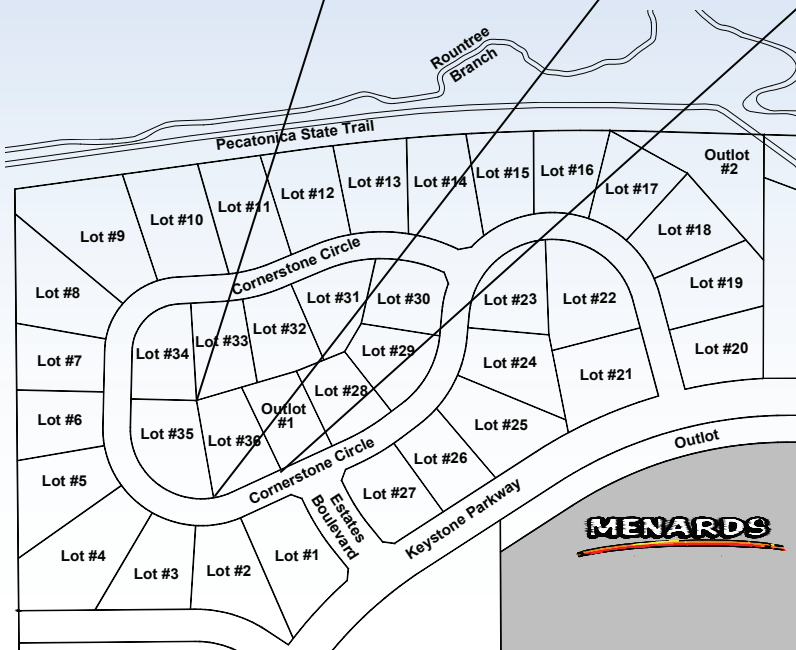 Rountree
Branch
Pecatonica State Trail
Outlot
#2
Lot #16
Lot #15
Lot #14
Lot #13
Lot #12
Lot #11
Lot #10
Lot #9
Lot #17
Lot #18
Lot #8
Cornerstone Circle
Lot #19
Lot #31
Lot #30
Lot #23
Lot #22
Lot #32
Lot #33
Lot #34
Lot #7
Lot #29
Lot #24
Lot #20
Lot #21
Lot #28
Outlot
#1
Lot #6
Lot #35
Lot #36
Lot #25
Outlot
Cornerstone Circle
Lot #26
Lot #5
Lot #27
Estates
Boulevard
Keystone Parkway
MENARDS
Lot #4
Lot #3
Lot #2
Lot #1